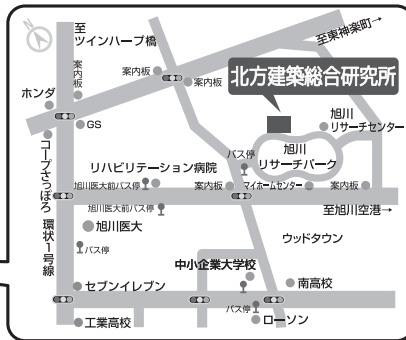 至
ツインハーブ橋
至東神楽町→
案内板
案内板
案内板
ホンダ
GS
北方建築総合研究所
旭川
リサーチセンター
旭川
リサーチパーク
バス停
コープさっぽろ
環状1号線
リハビリテーション病院
旭川医大前バス停
案内板
マイホームセンター
案内板
旭川医大前バス停
至旭川空港→
旭川医大
バス停
ウッドタウン
中小企業大学校
南高校
セブンイレブン
バス停
工業高校
ローソン